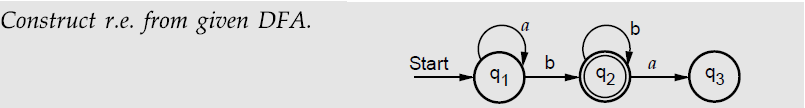 Construct r.e. from given DFA.
a
b
Start
b
a
q1
q2
q3